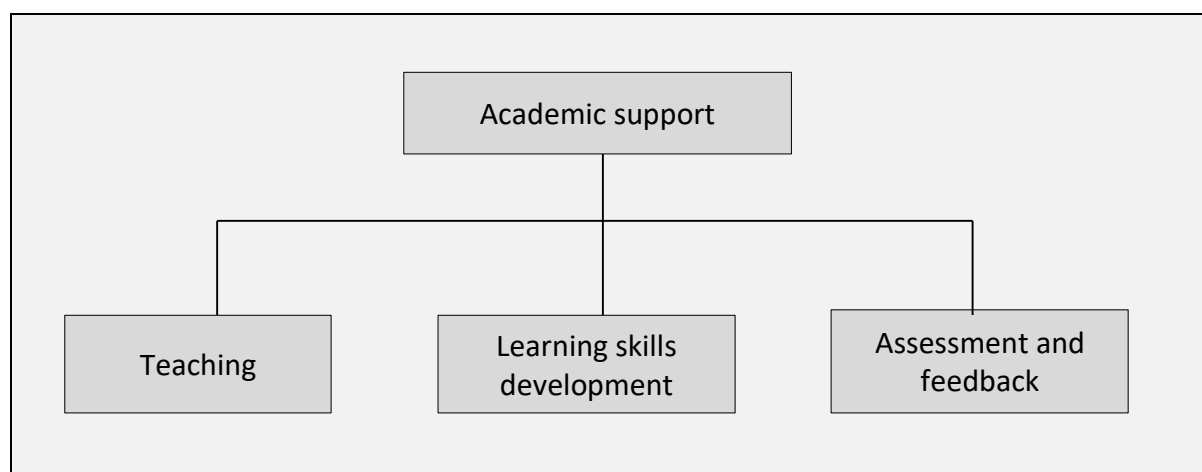 Academic support
Teaching
Learning skills
development
Assessment and
feedback